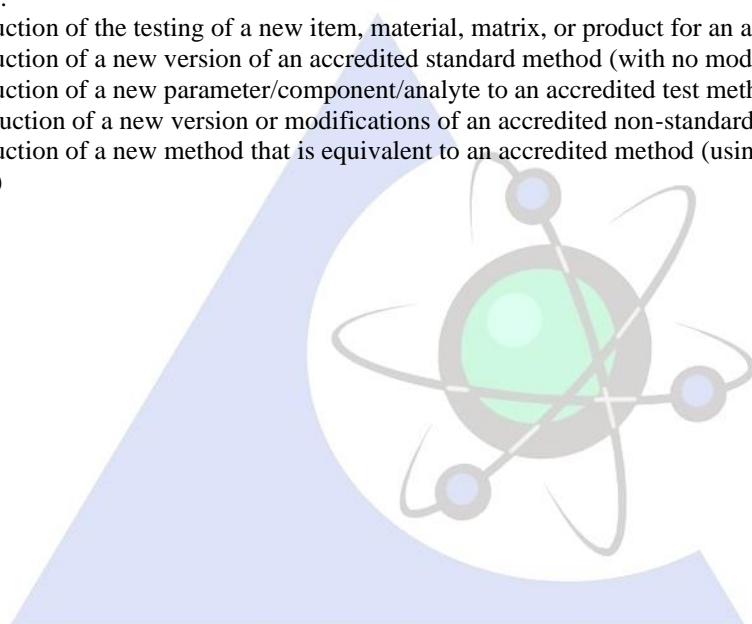 .
uction of the testing of a new item, material, matrix, or product for an a
uction of a new version of an accredited standard method (with no mod
uction of a new parameter/component/analyte to an accredited test meth
uction of a new version or modifications of an accredited non-standard
uction of a new method that is equivalent to an accredited method (usin
)